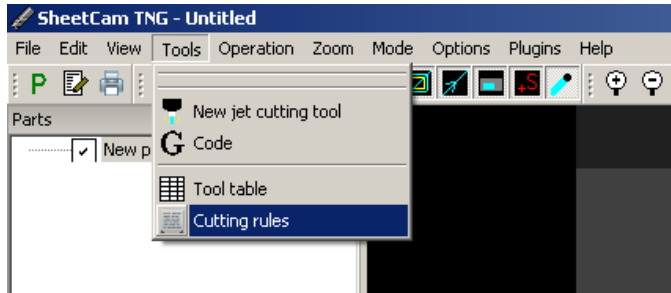 SheetCam TNG - Untitled
File Edit View Tools Operation Zoom Mode Options Plugins Help
P +S
Parts
New jet cutting tool
New p
G Code
Tool table
Cutting rules